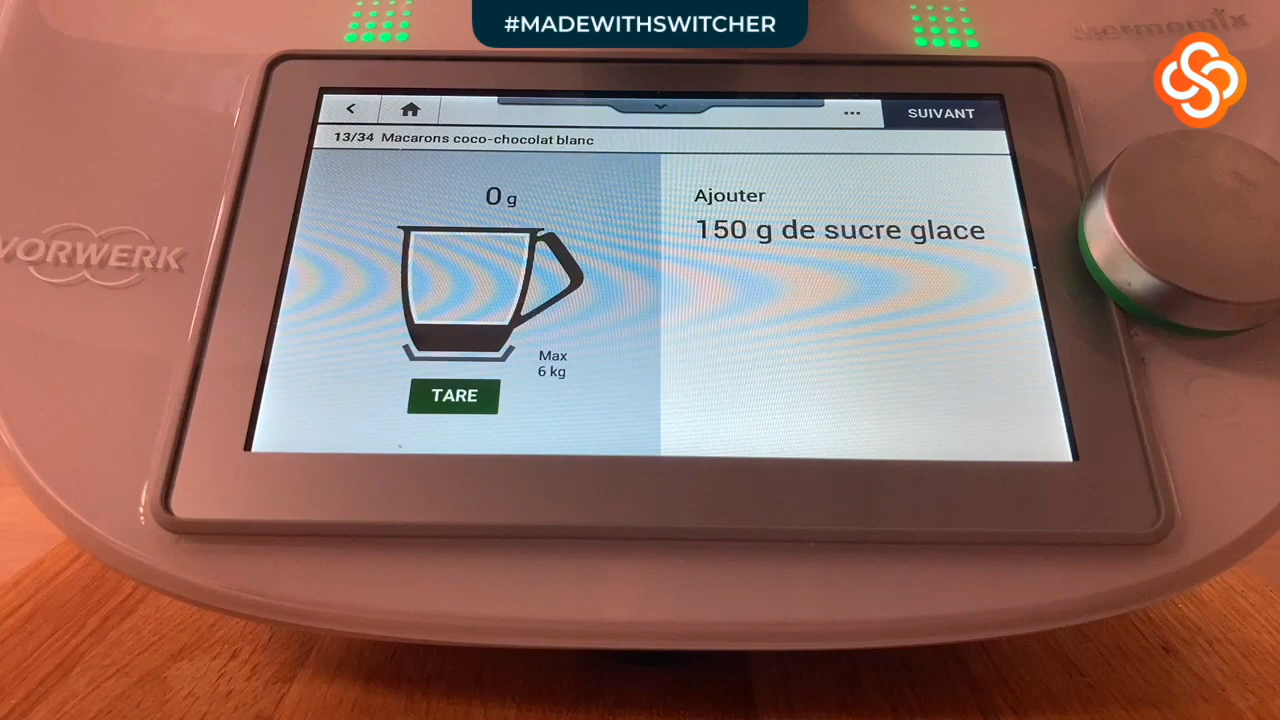 #MADEWITHSWITCHER
thermomix
SUIVANT
13/34 Macarons coco-chocolat blanc
0 g
Ajouter
150 g de sucre glace
VORWERK
Max
6 kg
TARE